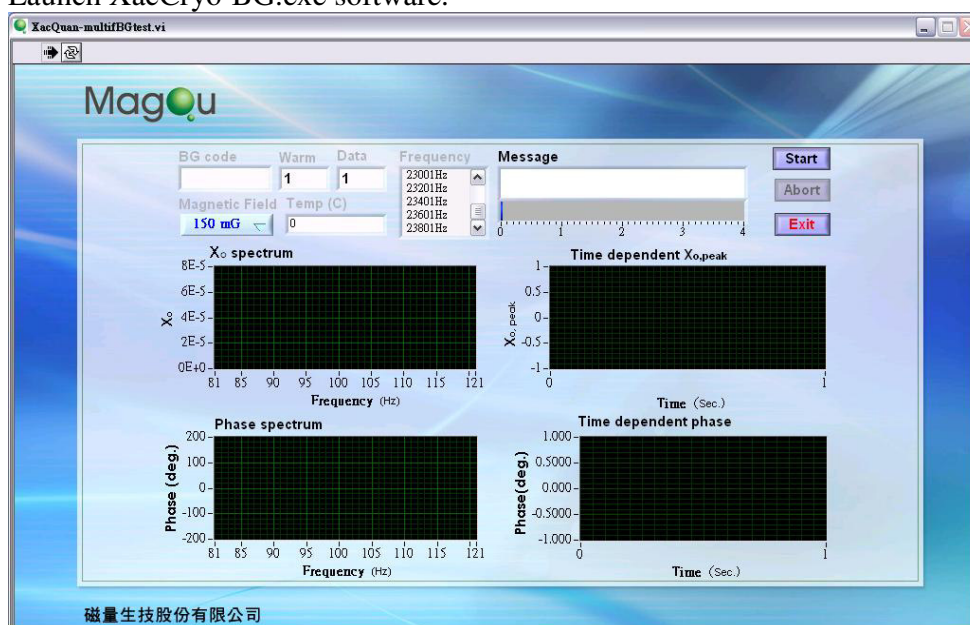 Launch XacCryo-BG.exe software.
XacQuan-multifBGtest.vi
MagQu
BG code Warm Data Frequency Message Start
1 1
23001Hz
23201Hz
23401Hz
23601Hz
23801Hz
Abort
Magnetic Field Temp (C)
150 mG 0
0 1 2 3 4
Exit
Xo spectrum
8E-5
6E-5
4E-5
2E-5
0E+0
Xo
81 85 90 95 100 105 110 115 121
Frequency (Hz)
Time dependent Xo,peak
1
0.5
0
-0.5
-1
Xo, peak
0 1
Time (Sec.)
Phase spectrum
200
100
0
-100
-200
Phase (deg.)
81 85 90 95 100 105 110 115 121
Frequency (Hz)
Time dependent phase
1.000
0.5000
0.000
-0.5000
-1.000
Phase(deg.)
0 1
Time (Sec.)
磁量生技股份有限公司